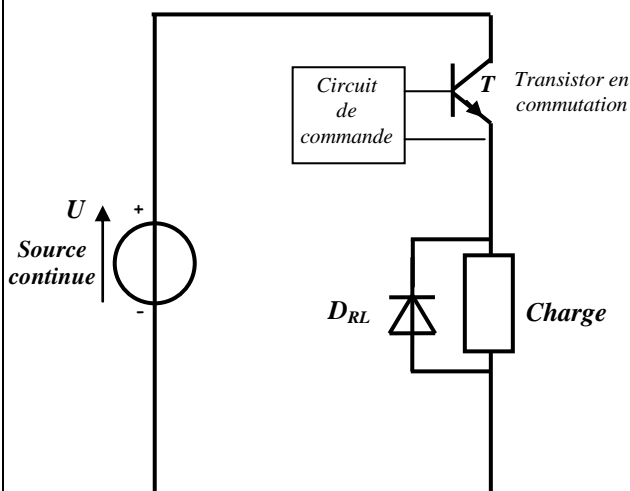 Circuit
de
commande
T
Transistor en
commutation
U
+
Source
continue
-
D_RL
Charge